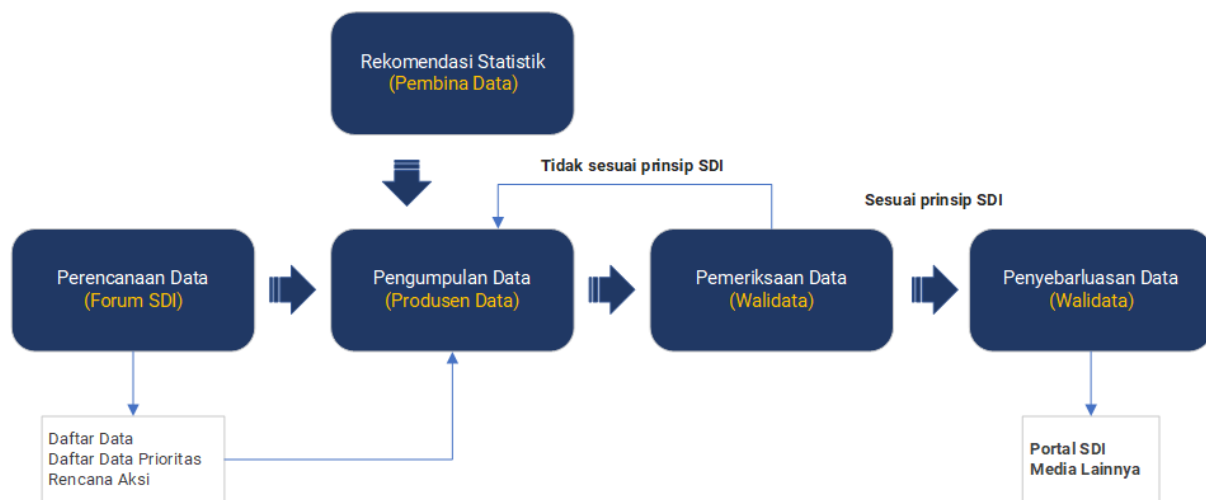 Rekomendasi Statistik
(Pembina Data)
Tidak sesuai prinsip SDI
Sesuai prinsip SDI
Perencanaan Data
(Forum SDI)
Pengumpulan Data
(Produsen Data)
Pemeriksaan Data
(Walidata)
Penyebarluasan Data
(Walidata)
Daftar Data
Daftar Data Prioritas
Rencana Aksi
Portal SDI
Media Lainnya